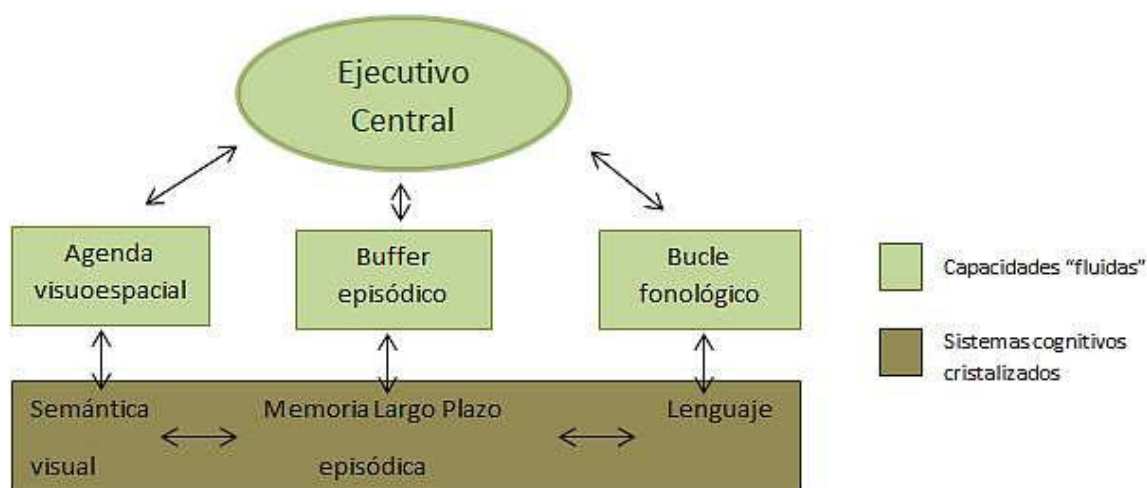 Ejecutivo
Central
Agenda
visuoespacial
Buffer
episódico
Bucle
fonológico
Capacidades “fluidas”
Sistemas cognitivos
cristalizados
Semántica
visual
Memoria Largo Plazo
episódica
Lenguaje